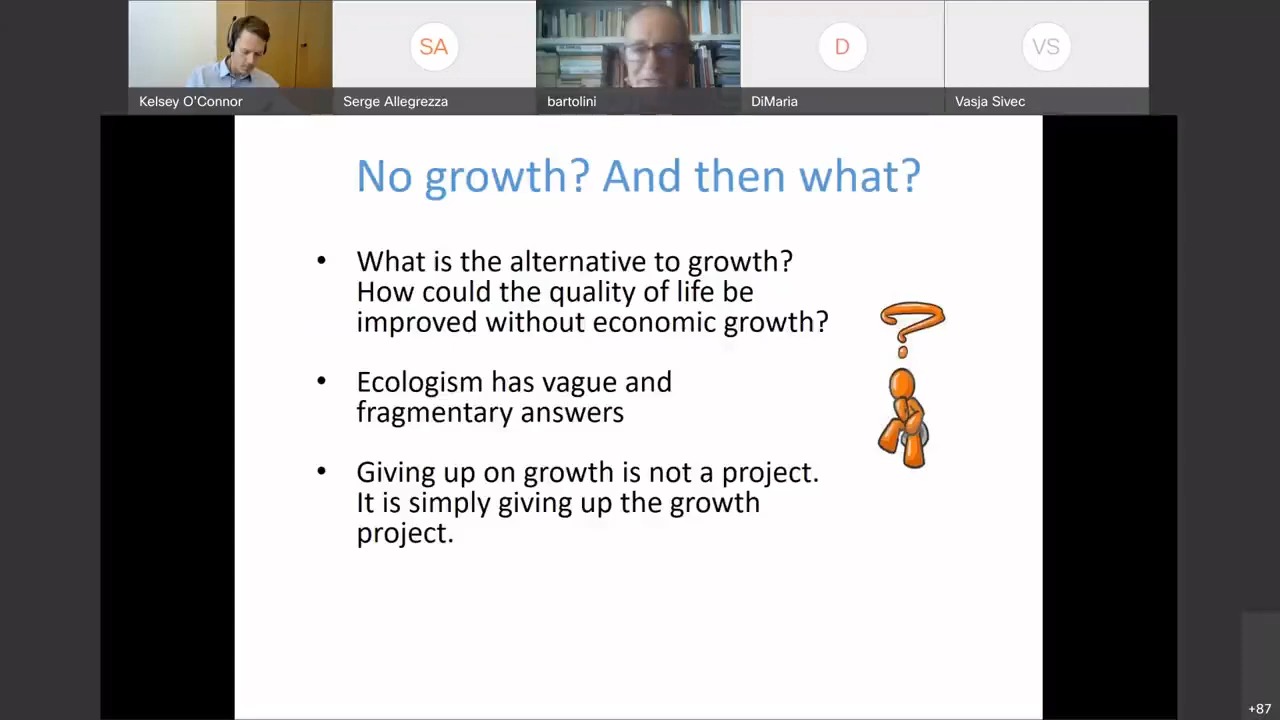 SA
D
VS
Kelsey O'Connor
Serge Allegrezza
bartolini
DiMaria
Vasja Sivec
No growth? And then what?
• What is the alternative to growth?
How could the quality of life be
improved without economic growth?
• Ecologism has vague and
fragmentary answers
• Giving up on growth is not a project.
It is simply giving up the growth
project.
?
+87